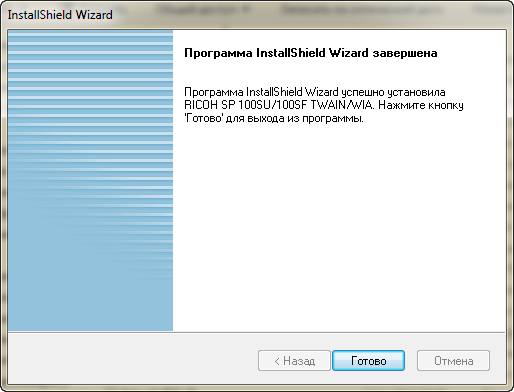 InstallShield Wizard
Программа InstallShield Wizard завершена
Программа InstallShield Wizard успешно установила
RICOH SP 100SU/100SF TWAIN/WIA. Нажмите кнопку
'Готово' для выхода из программы.
< Назад
Готово
Отмена